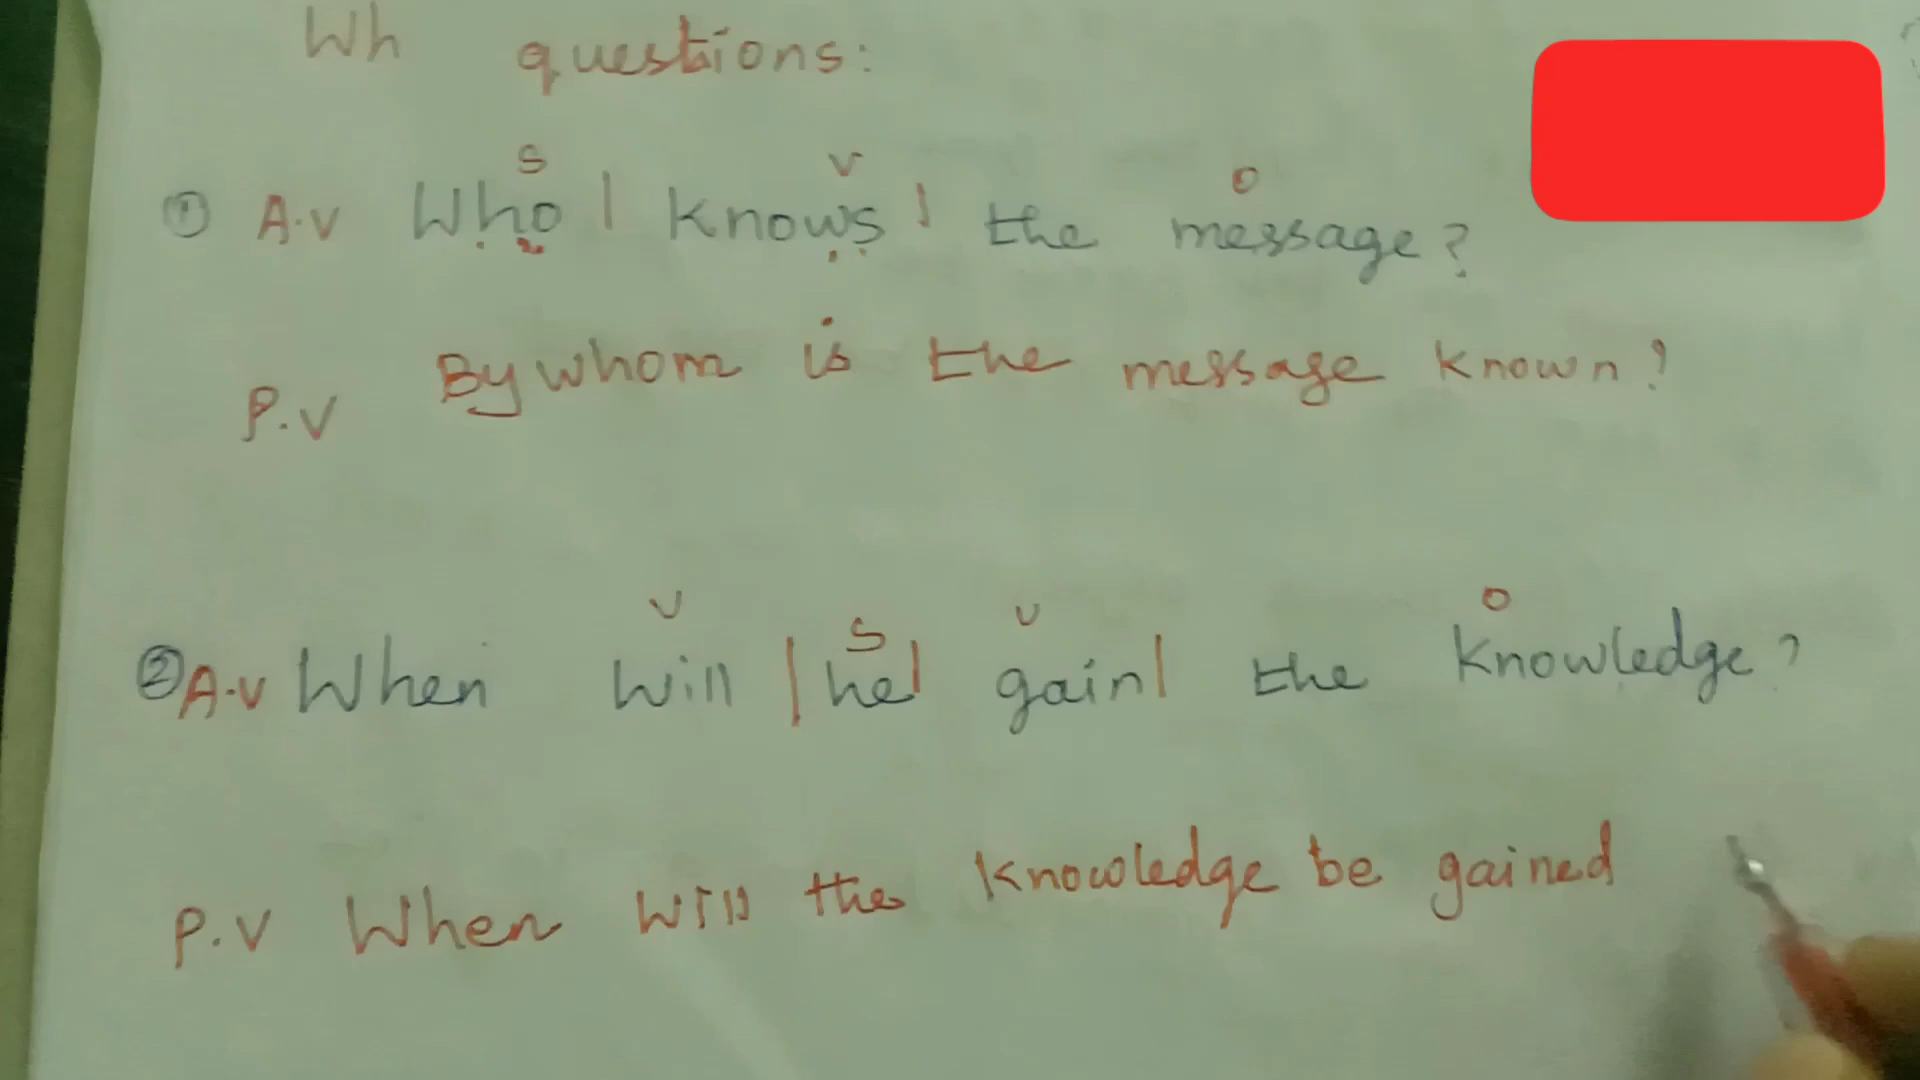 Wh questions:
S V O
① A.V Who | knows | the message?
P.V By whom is the message known?
V S V O
② A.V When will | he | gain | the knowledge?
P.V When will the knowledge be gained